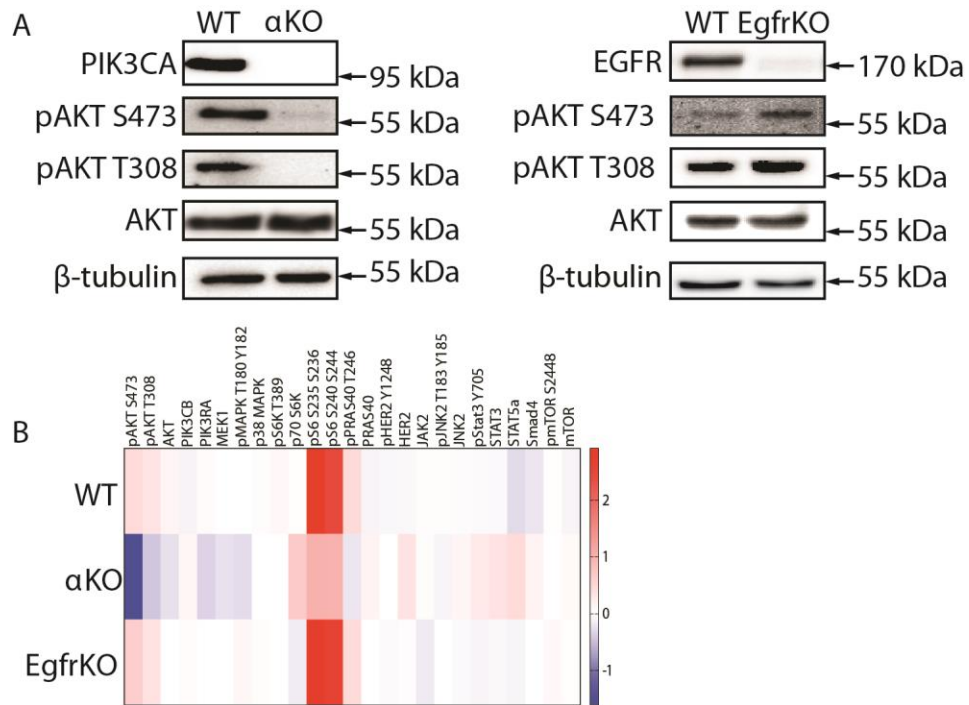 A
WT αKO
PIK3CA
95 kDa
pAKT S473
55 kDa
pAKT T308
55 kDa
AKT
55 kDa
β-tubulin
55 kDa
WT EgfrKO
EGFR
170 kDa
pAKT S473
55 kDa
pAKT T308
55 kDa
AKT
55 kDa
β-tubulin
55 kDa
B
pAKT S473
pAKT T308
AKT
PIK3CB
PIK3RA
MEK1
pMAPK T180 Y182
p38 MAPK
pS6K T389
p70 S6K
pS6 S235 S236
pS6 S240 S244
pPRAS40 T246
PRAS40
pHER2 Y1248
HER2
JAK2
pJNK2 T183 Y185
JNK2
pStat3 Y705
STAT3
STAT5a
Smad4
pmTOR S2448
mTOR
WT
αKO
EgfrKO
2
1
0
-1